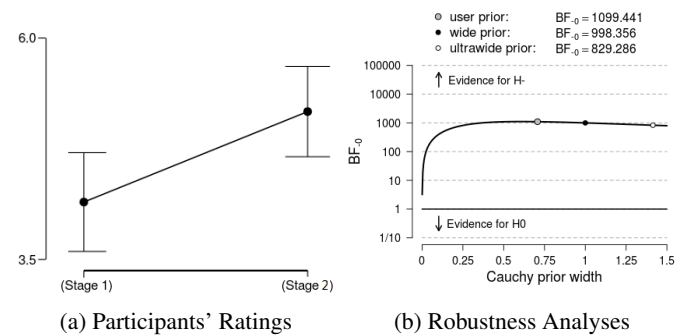 6.0
3.5
(Stage 1)
(Stage 2)
(a) Participants' Ratings
user prior: BF-0 = 1099.441
wide prior: BF-0 = 998.356
ultrawide prior: BF-0 = 829.286
100000
10000
1000
100
10
1
1/10
BF-0
Evidence for H-
Evidence for H0
0 0.25 0.5 0.75 1 1.25 1.5
Cauchy prior width
(b) Robustness Analyses